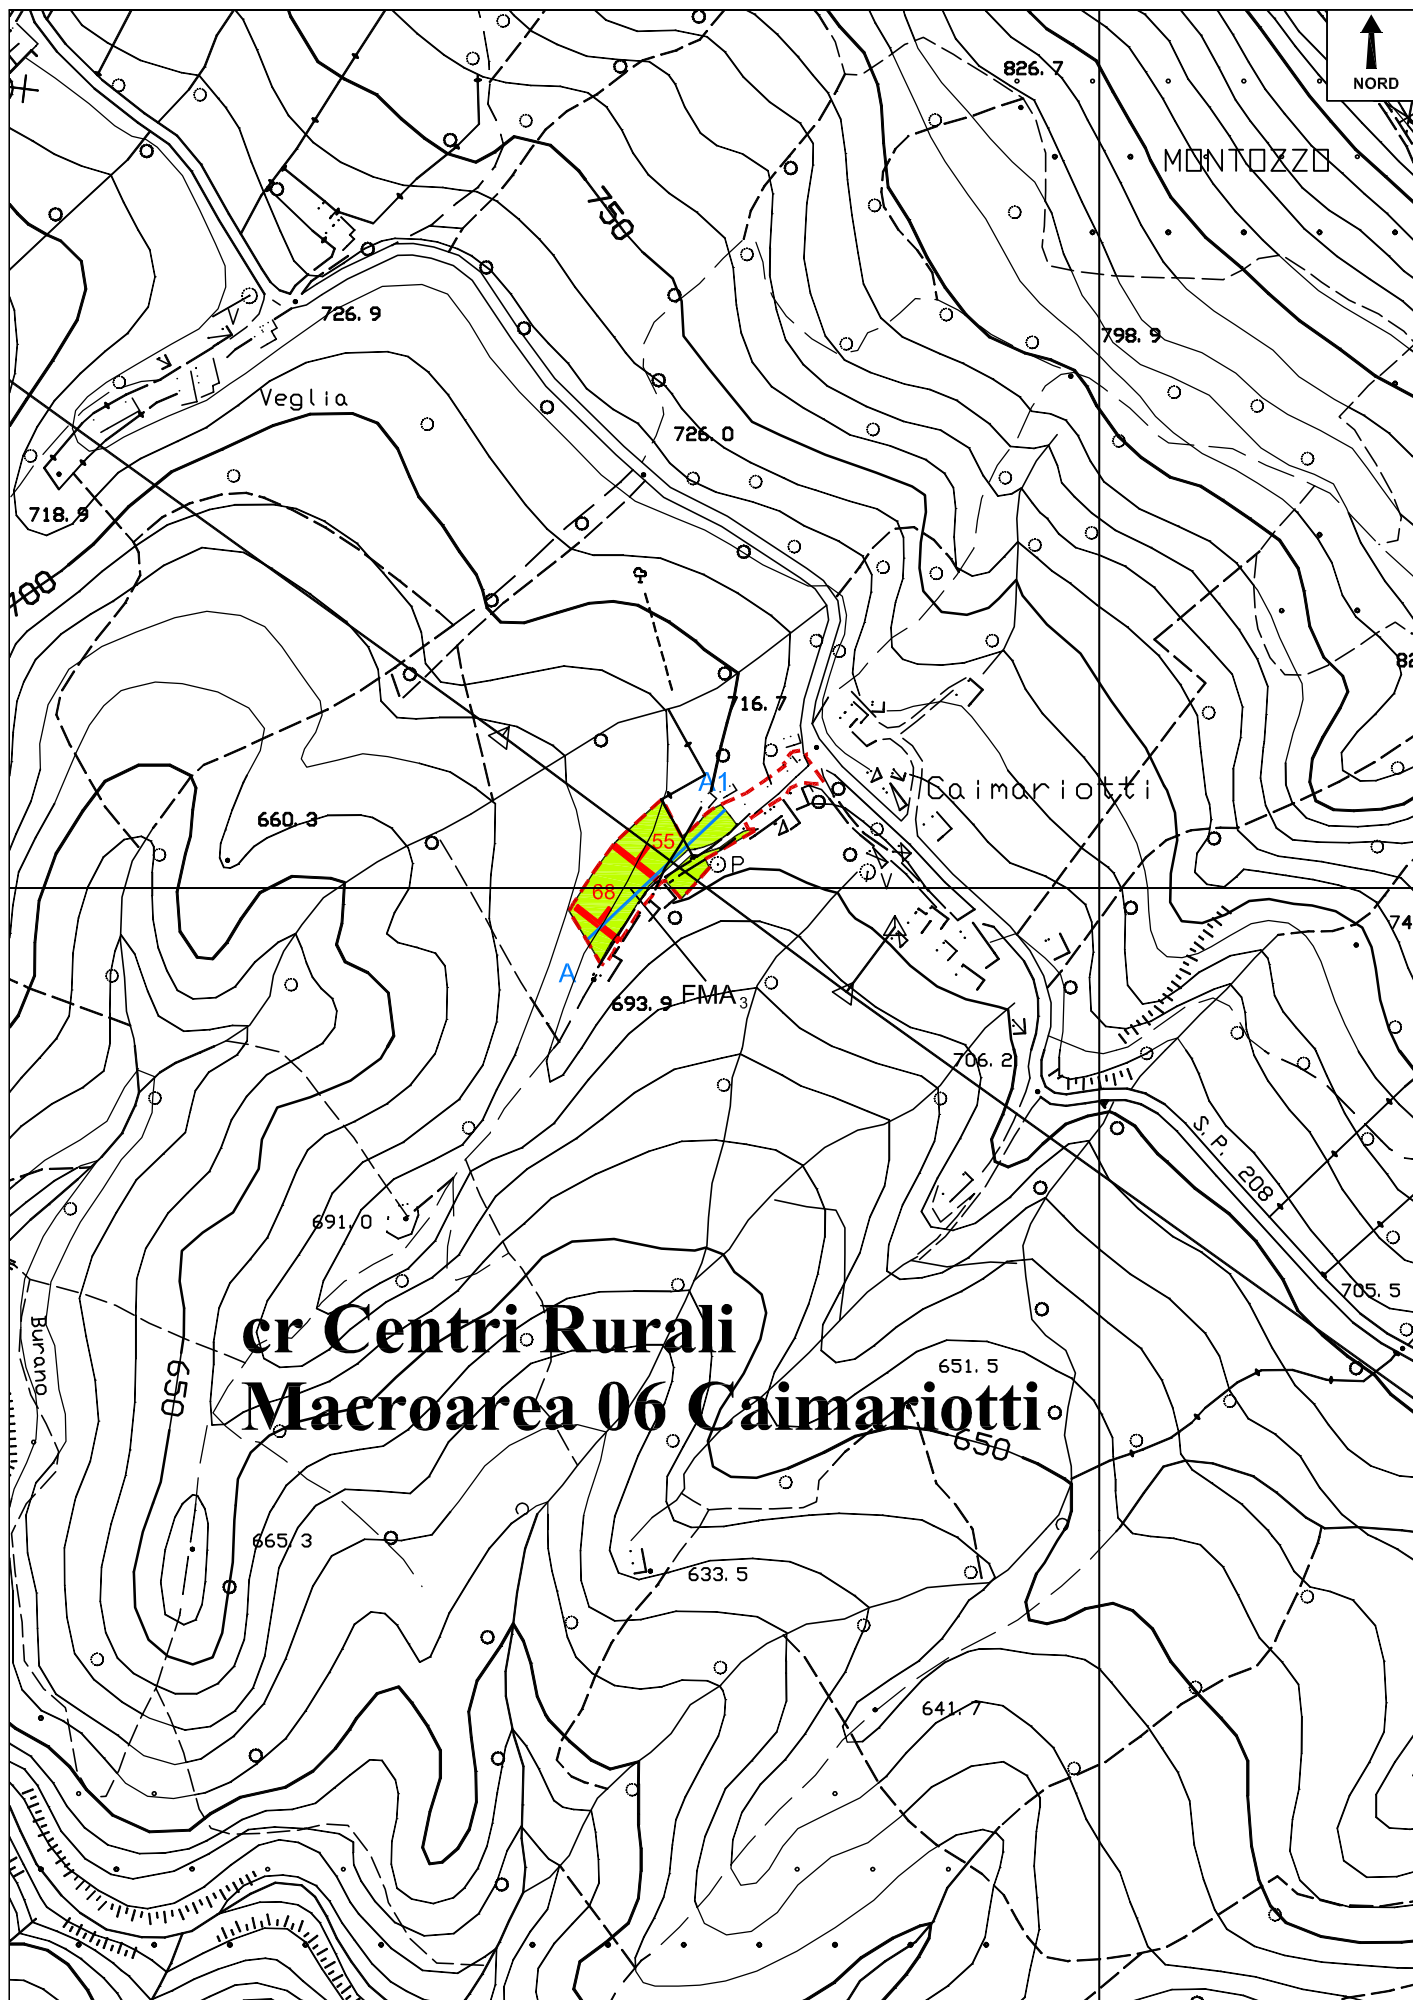 826. 7
NORD
MONTOZZO
750
726. 9
798. 9
Veglia
726. 0
718. 9
700
716. 7
A1
Caimariotti
660. 3
55
P
68
74
A
693. 9
FMA3
706. 2
S. P. 208
691. 0
705. 5
cr Centri Rurali
Burano
651. 5
650
Macroarea 06 Caimariotti
650
665. 3
633. 5
641. 7